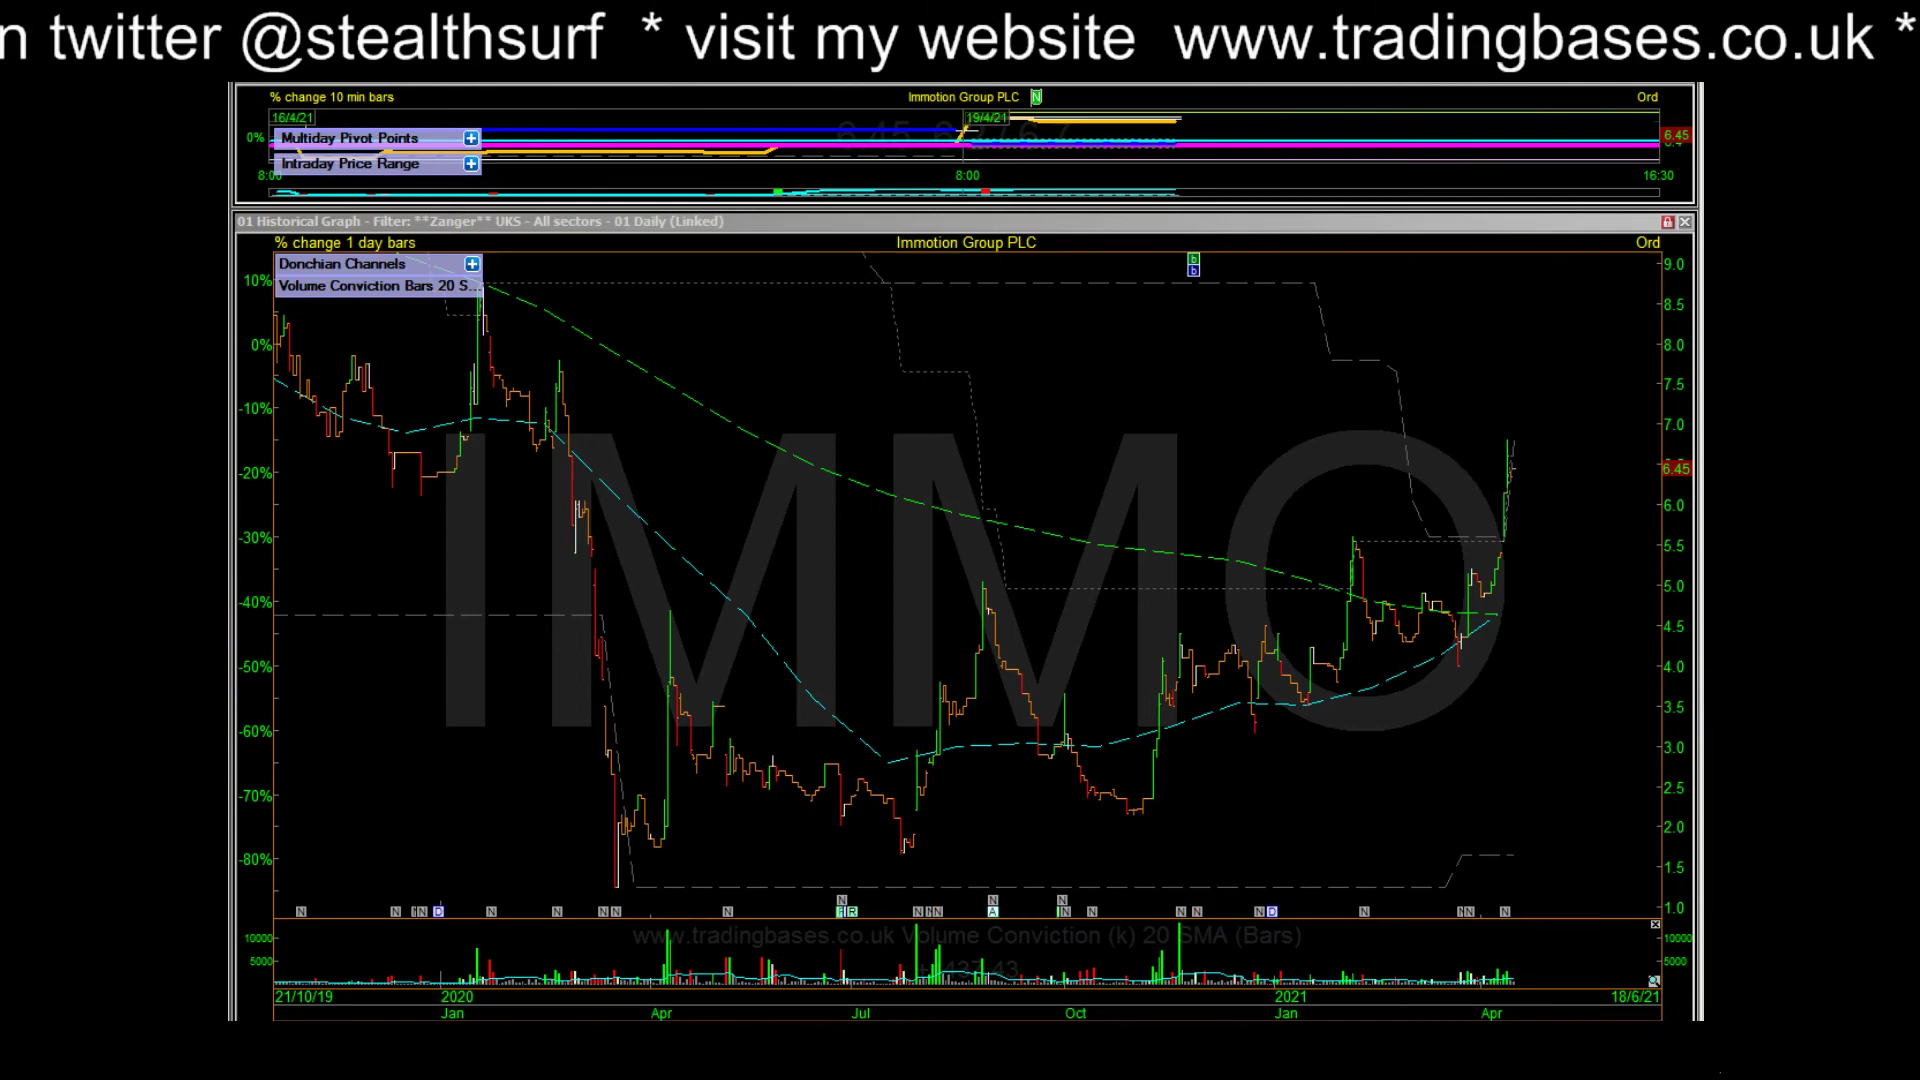 n twitter @stealthsurf * visit my website www.tradingbases.co.uk *
% change 10 min bars Immotion Group PLC N Ord
16/4/21 19/4/21
0% Multiday Pivot Points 6.45
Intraday Price Range
8:00 8:00 16:30
01 Historical Graph - Filter: **Zanger** UKS - All sectors - 01 Daily (Linked)
% change 1 day bars Immotion Group PLC Ord
Donchian Channels b 9.0
b
10% Volume Conviction Bars 20 S...
8.5
0% 8.0
7.5
-10% 7.0
IMMO
-20% 6.45
6.0
-30% 5.5
5.0
-40%
4.5
-50% 4.0
3.5
-60% 3.0
2.5
-70%
2.0
-80% 1.5
N N N
N N N D N N N N N R N N N A N N N N N D N N N N 1.0
www.tradingbases.co.uk Volume Conviction (k) 20 SMA (Bars)
10000 10000
5000 5000
21/10/19 2020 2021 18/6/21
Jan Apr Jul Oct Jan Apr